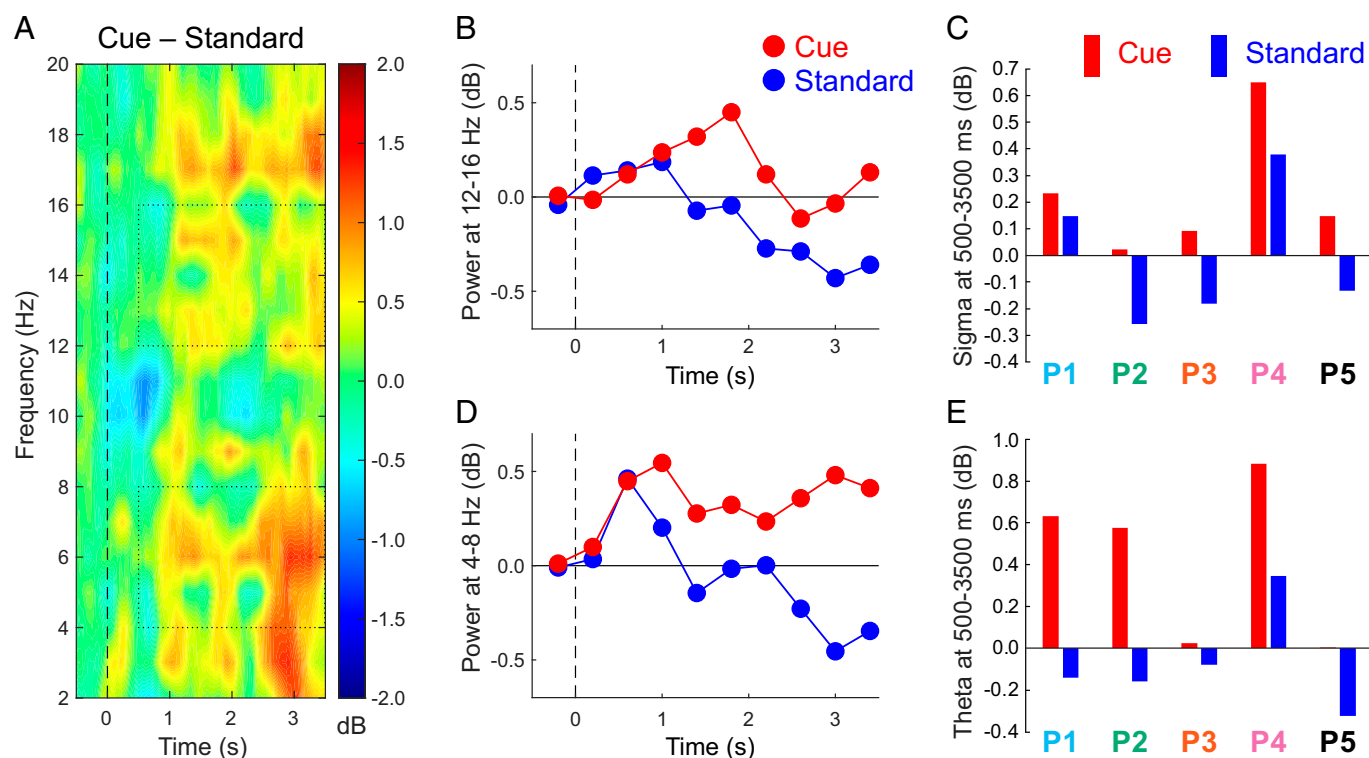 A
Cue – Standard
20
18
16
14
12
10
8
6
4
2
Frequency (Hz)
0
1
2
3
Time (s)
2.0
1.5
1.0
0.5
0.0
-0.5
-1.0
-1.5
-2.0
dB
B
Cue
Standard
Power at 12-16 Hz (dB)
0.5
0.0
-0.5
0
1
2
3
Time (s)
C
Cue
Standard
Sigma at 500-3500 ms (dB)
0.7
0.6
0.5
0.4
0.3
0.2
0.1
0.0
-0.1
-0.2
-0.3
-0.4
P1
P2
P3
P4
P5
D
Power at 4-8 Hz (dB)
0.5
0.0
-0.5
0
1
2
3
Time (s)
E
Theta at 500-3500 ms (dB)
1.0
0.8
0.6
0.4
0.2
0.0
-0.2
-0.4
P1
P2
P3
P4
P5